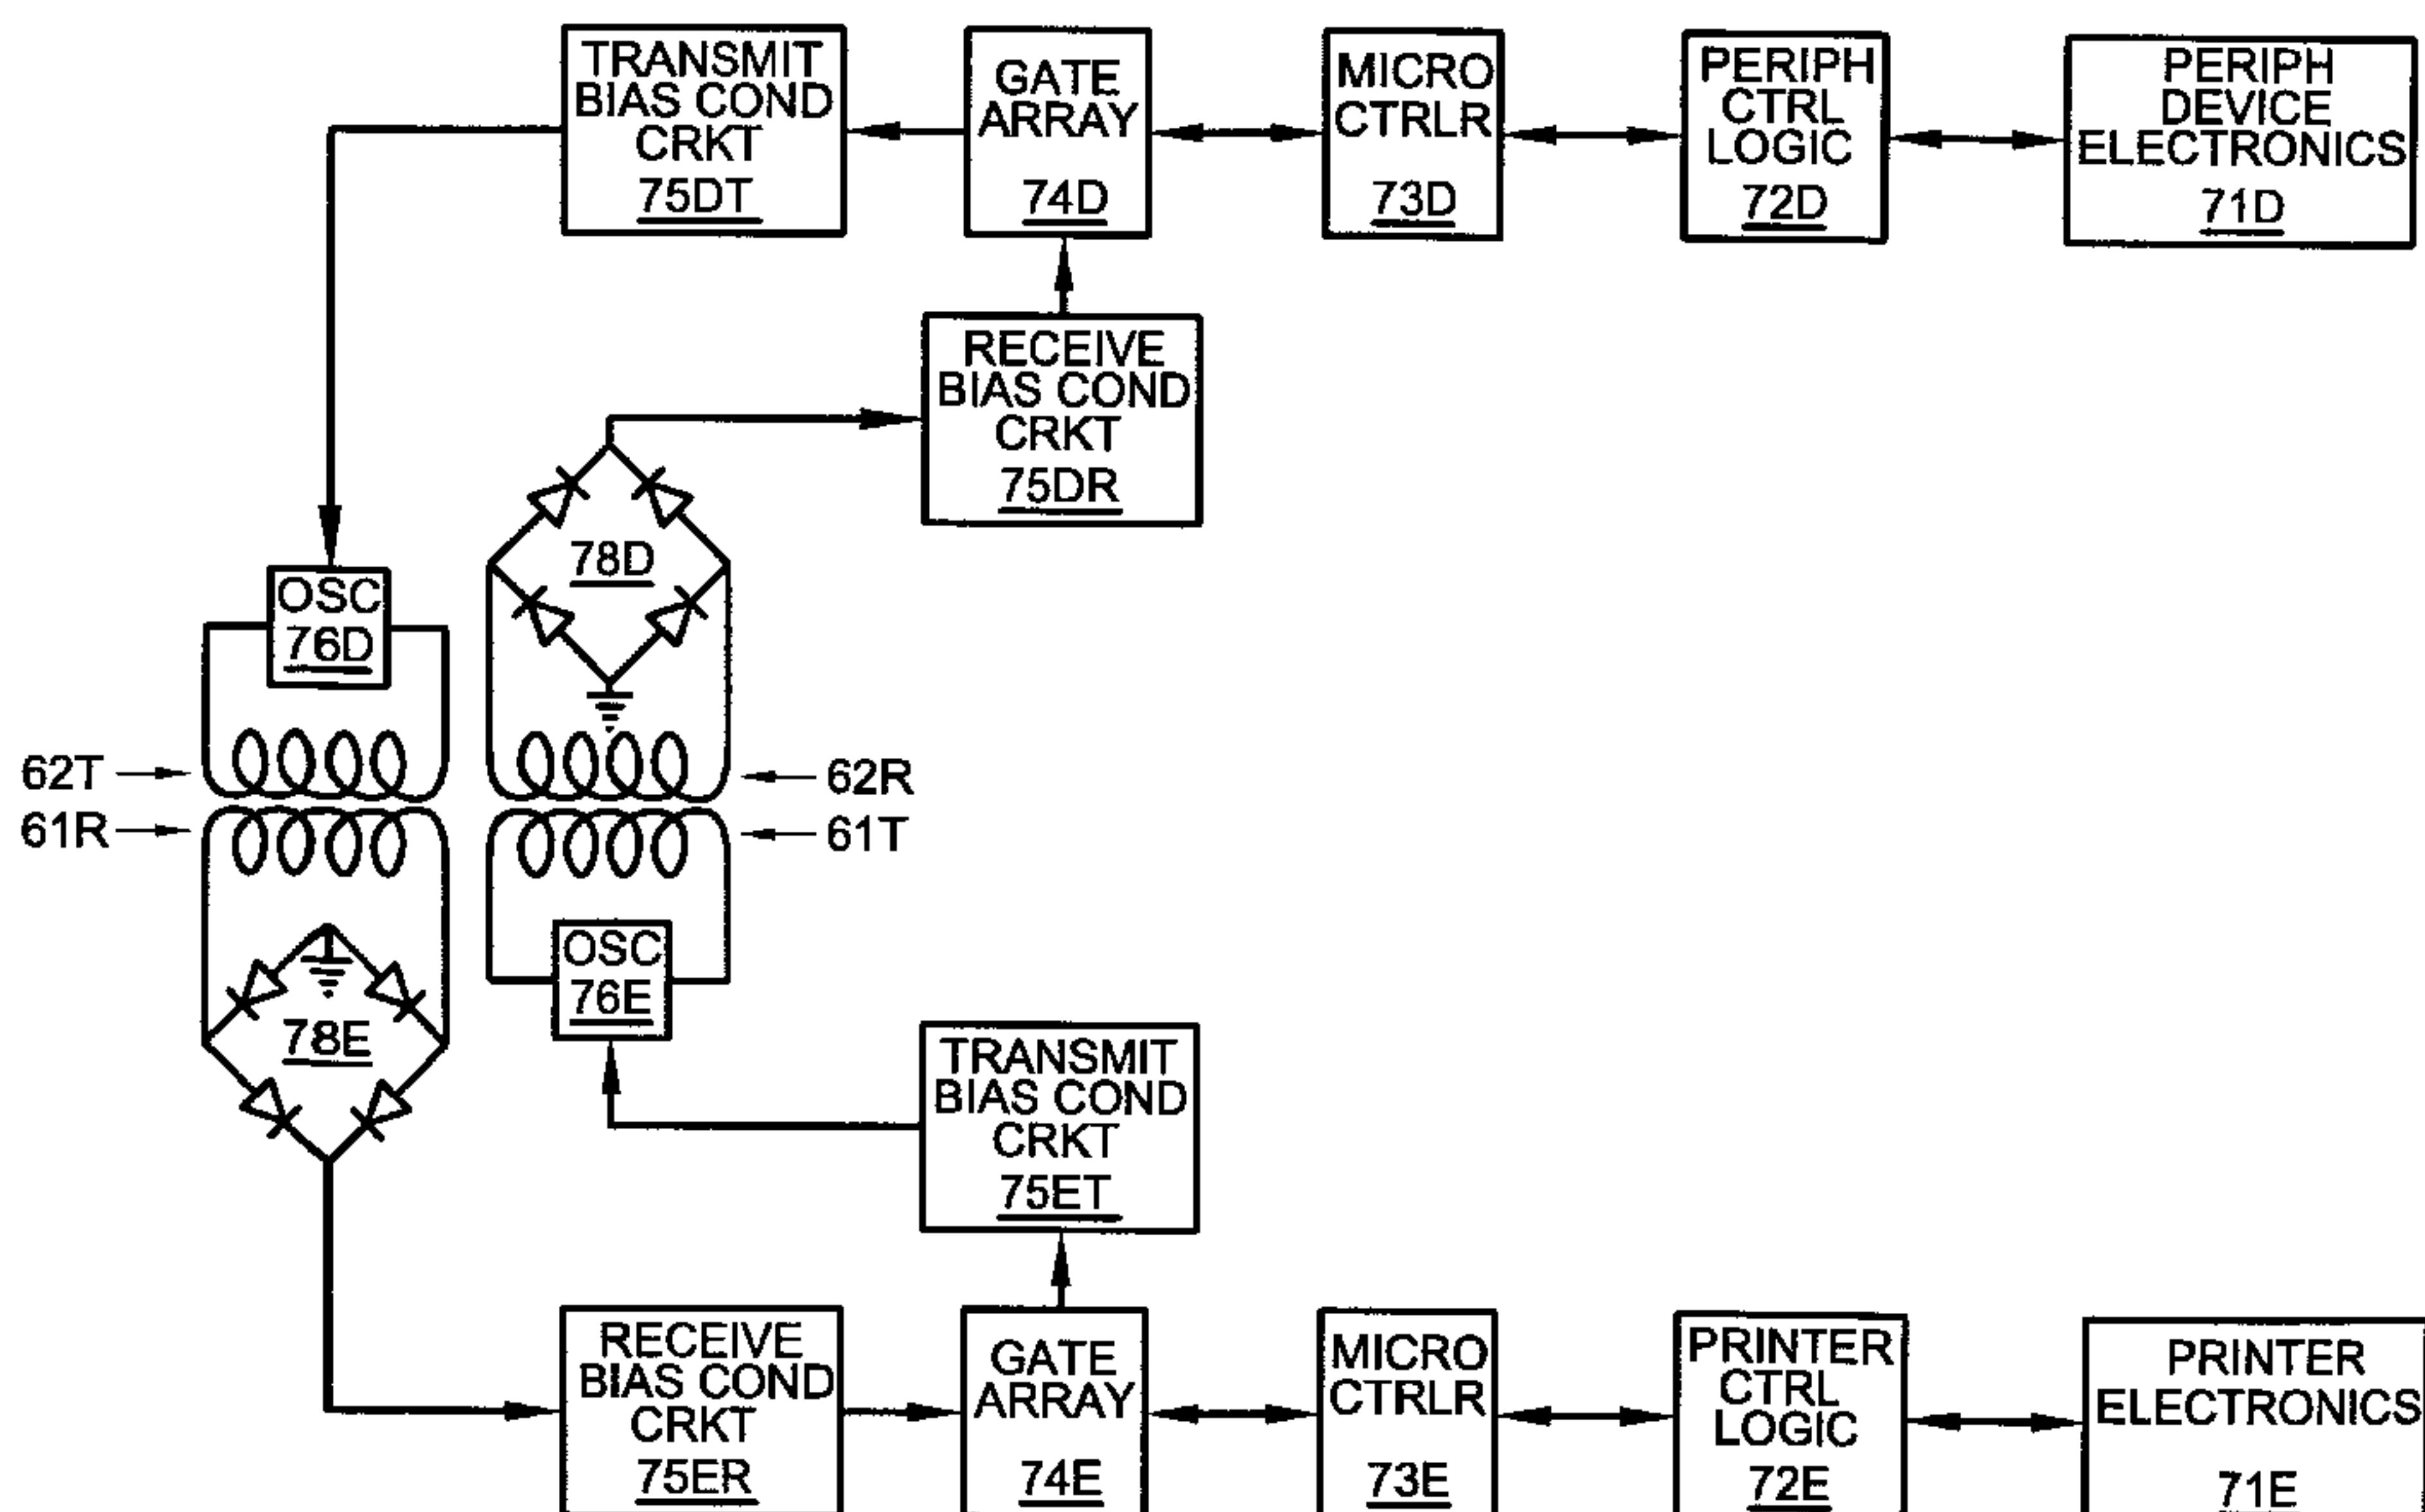 TRANSMIT
BIAS COND
CRKT
75DT
GATE
ARRAY
74D
MICRO
CTRLR
73D
PERIPH
CTRL
LOGIC
72D
PERIPH
DEVICE
ELECTRONICS
71D
RECEIVE
BIAS COND
CRKT
75DR
78D
OSC
76D
62T
61R
62R
61T
OSC
76E
78E
TRANSMIT
BIAS COND
CRKT
75ET
RECEIVE
BIAS COND
CRKT
75ER
GATE
ARRAY
74E
MICRO
CTRLR
73E
PRINTER
CTRL
LOGIC
72E
PRINTER
ELECTRONICS
71E